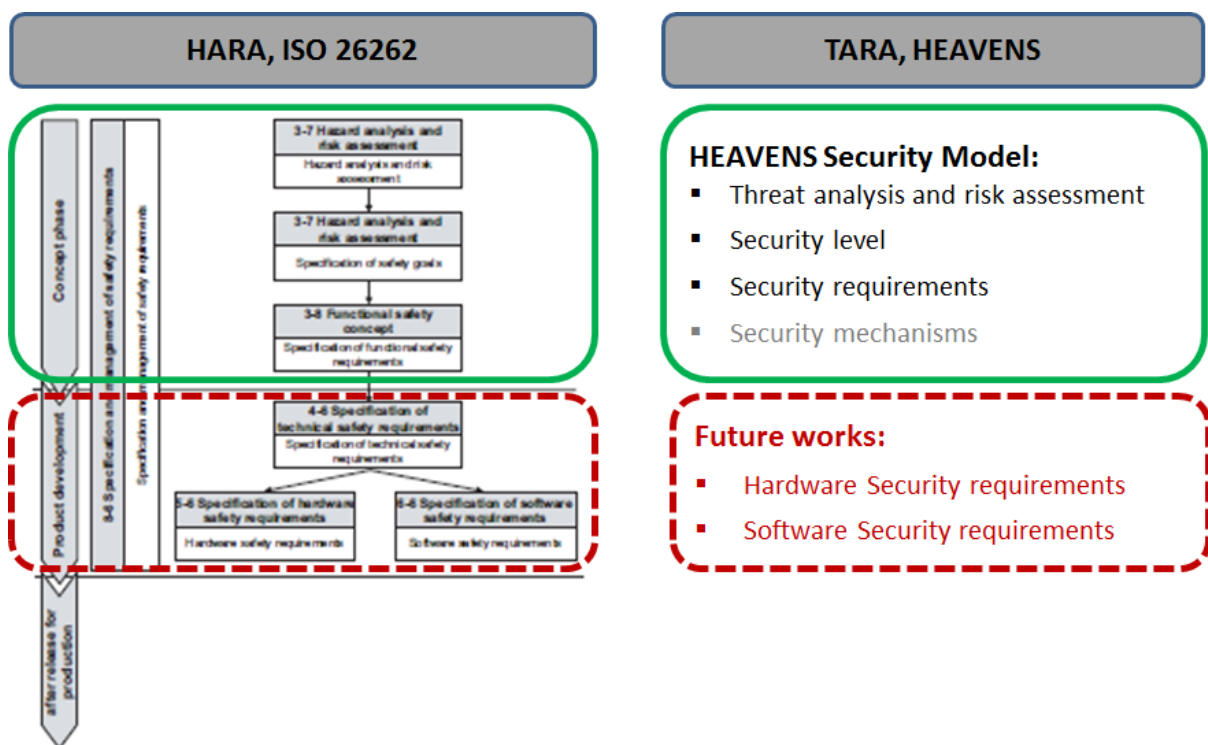 HARA, ISO 26262
TARA, HEAVENS
Concept phase
Product development
after release for
production
8-6 Specification and management of safety requirements
Specification and management of safety requirements
3-7 Hazard analysis and
risk assessment
Hazard analysis and risk
assessment
3-7 Hazard analysis and
risk assessment
Specification of safety goals
3-8 Functional safety
concept
Specification of functional safety
requirements
4-6 Specification of
technical safety requirements
Specification of technical safety
requirements
5-6 Specification of hardware
safety requirements
Hardware safety requirements
6-6 Specification of software
safety requirements
Software safety requirements
HEAVENS Security Model:
▪ Threat analysis and risk assessment
▪ Security level
▪ Security requirements
▪ Security mechanisms
Future works:
▪ Hardware Security requirements
▪ Software Security requirements